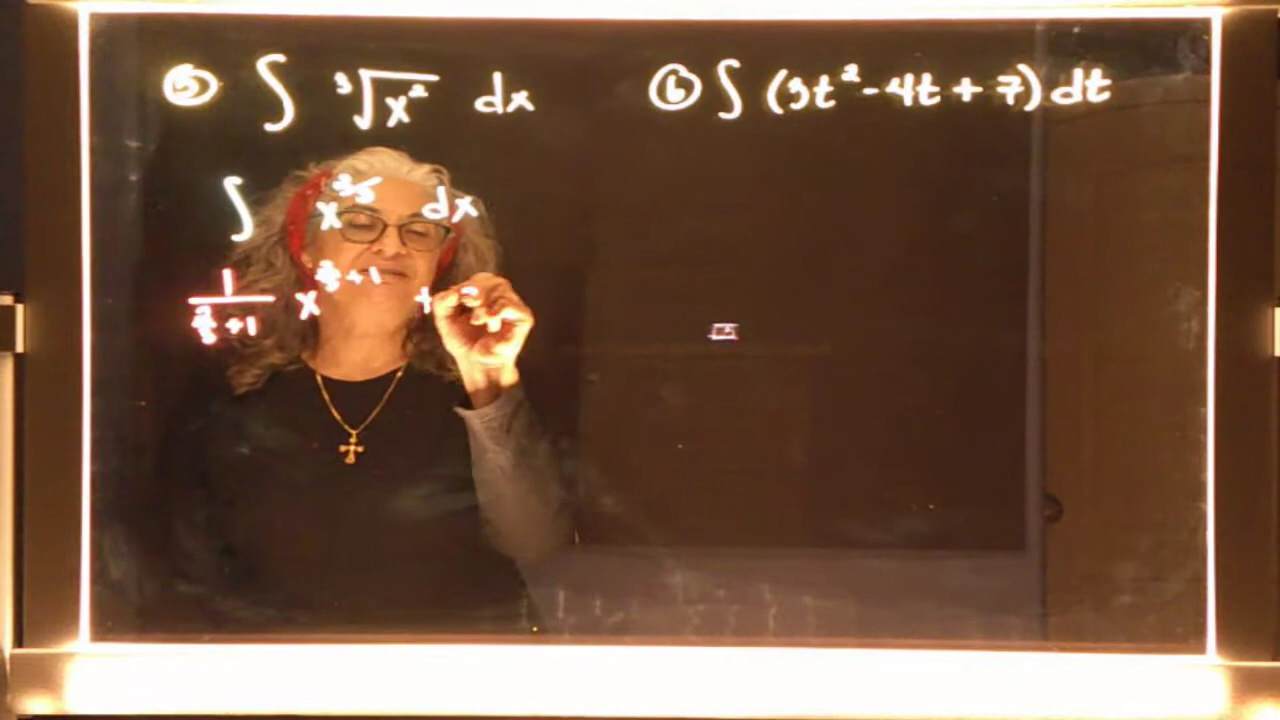 ⑤ ∫ ∛x² dx
⑥ ∫ (3t² - 4t + 7) dt
∫ x^(2/3) dx
1/(2/3 + 1) x^(2/3 + 1) +